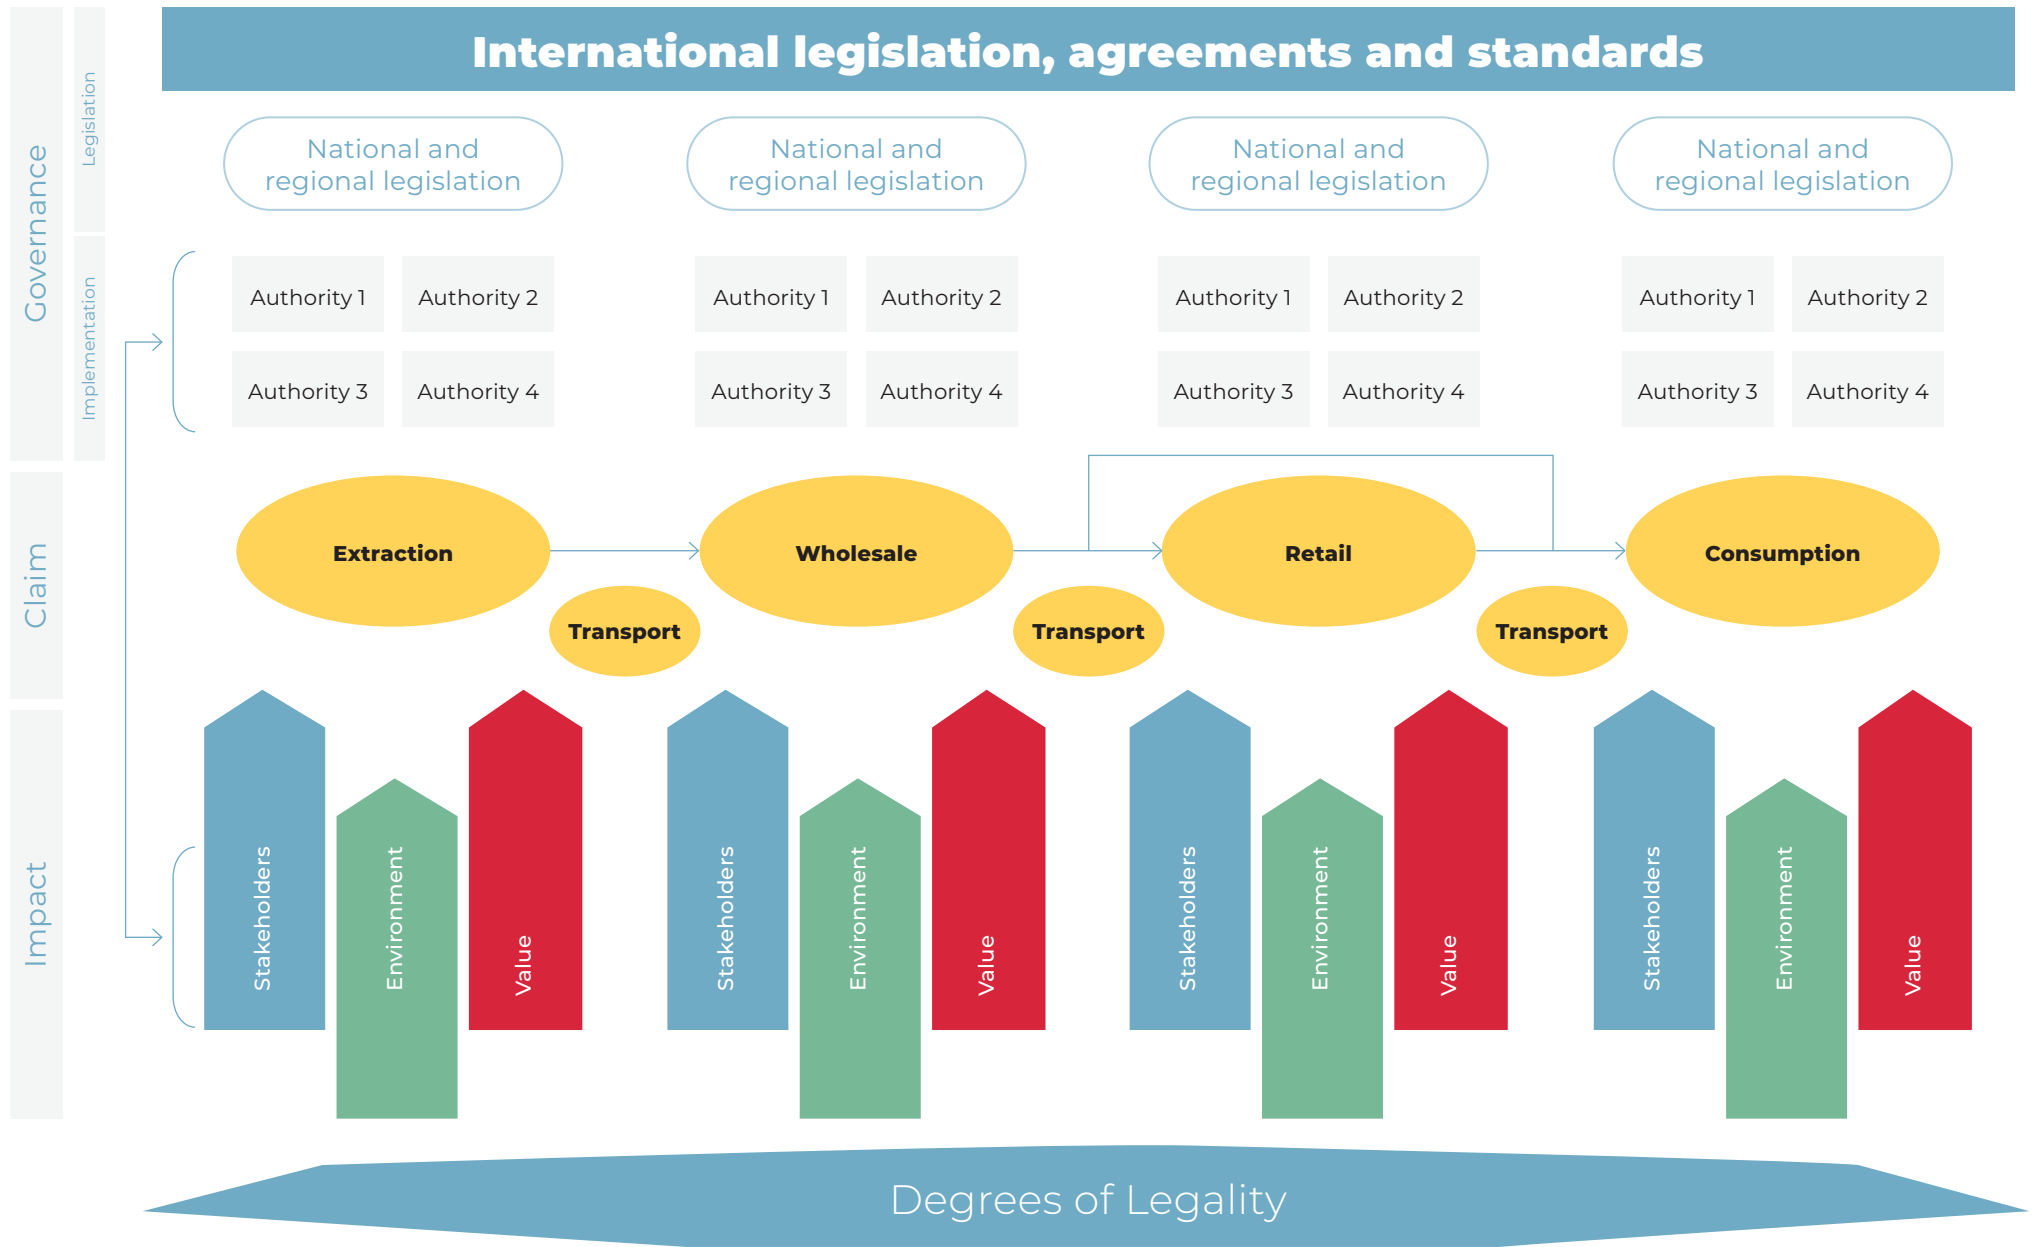 International legislation, agreements and standards
Governance
Legislation
National and
regional legislation
National and
regional legislation
National and
regional legislation
National and
regional legislation
Implementation
Authority 1
Authority 2
Authority 1
Authority 2
Authority 1
Authority 2
Authority 1
Authority 2
Authority 3
Authority 4
Authority 3
Authority 4
Authority 3
Authority 4
Authority 3
Authority 4
Claim
Extraction
Wholesale
Retail
Consumption
Transport
Transport
Transport
Impact
Stakeholders
Environment
Value
Stakeholders
Environment
Value
Stakeholders
Environment
Value
Stakeholders
Environment
Value
Degrees of Legality